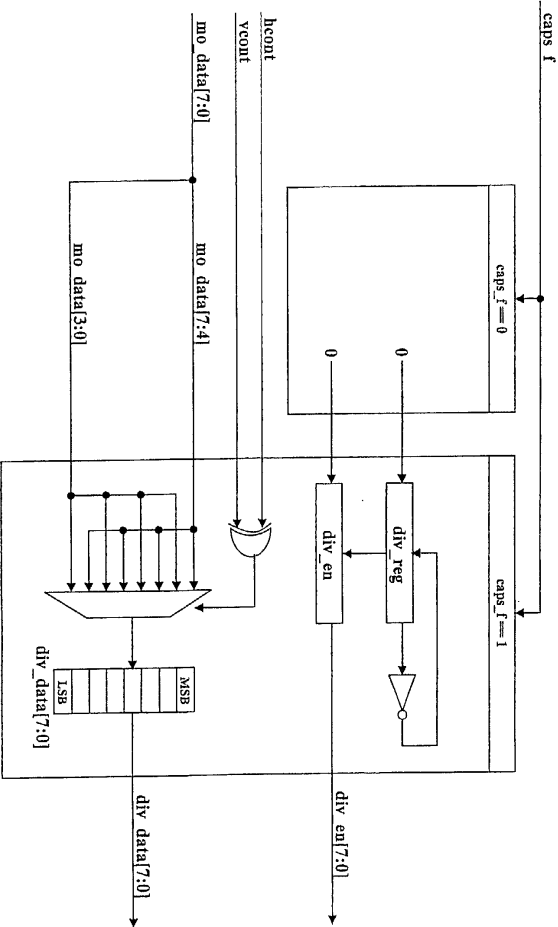 caps_f
caps_f == 0
caps_f == 1
0
0
div_reg
div_en
div_en[7:0]
hcont
vcont
mo_data[7:0]
mo_data[7:4]
mo_data[3:0]
MSB
LSB
div_data[7:0]
div_data[7:0]